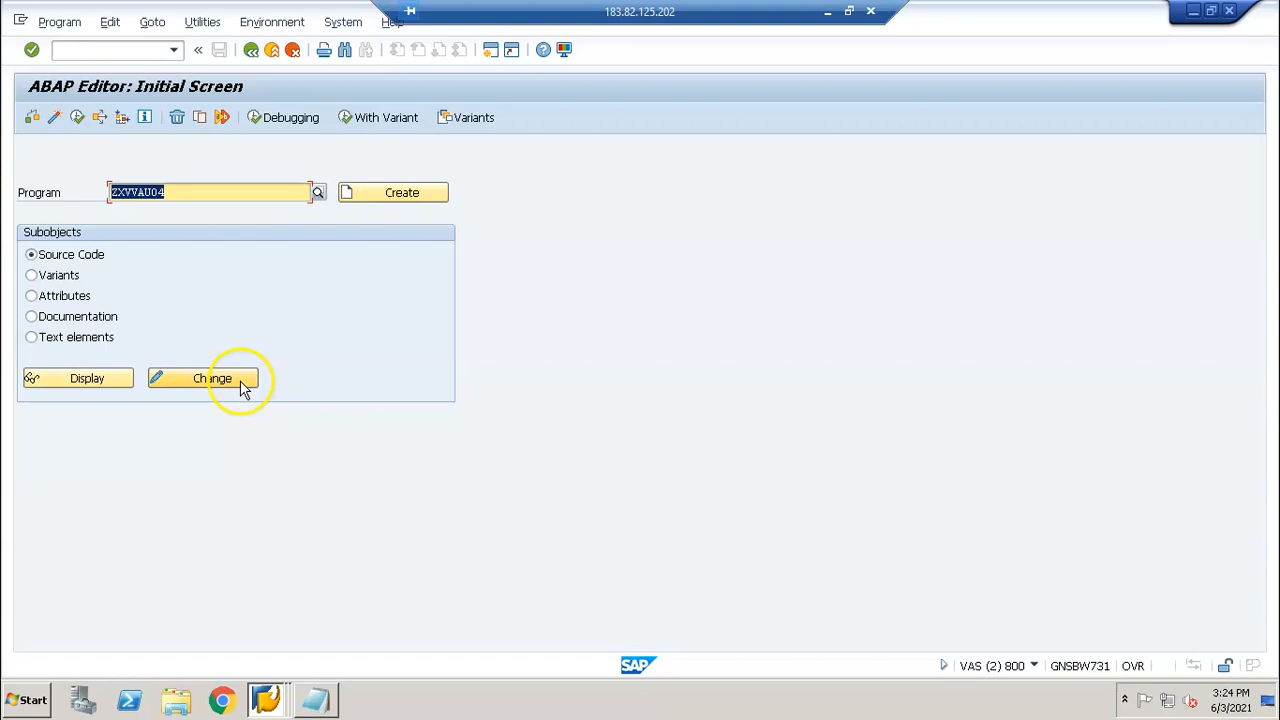 183.82.125.202
Program Edit Goto Utilities Environment System Help
ABAP Editor: Initial Screen
Debugging With Variant Variants
Program ZXVVAU04 Create
Subobjects
Source Code
Variants
Attributes
Documentation
Text elements
Display Change
SAP VAS (2) 800 GNSBW731 OVR
Start 3:24 PM
6/3/2021